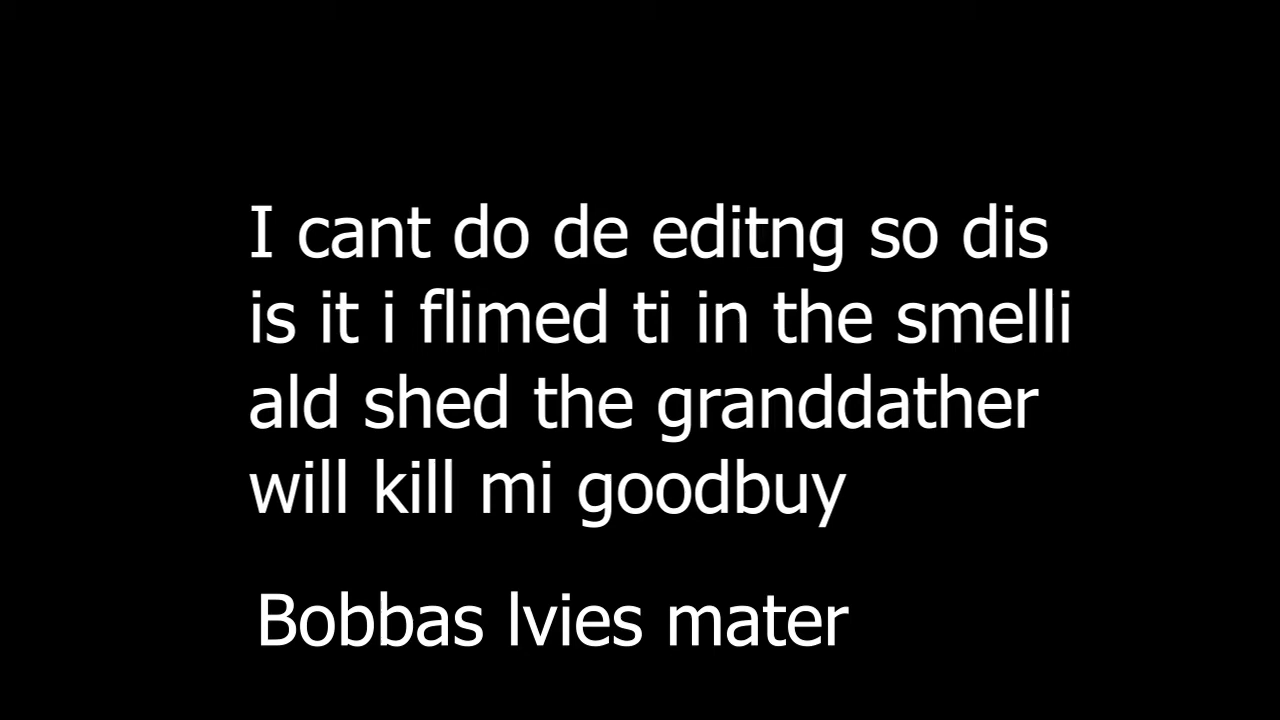 I cant do de editng so dis
is it i flimed ti in the smelli
ald shed the granddather
will kill mi goodbuy
Bobbas lvies mater